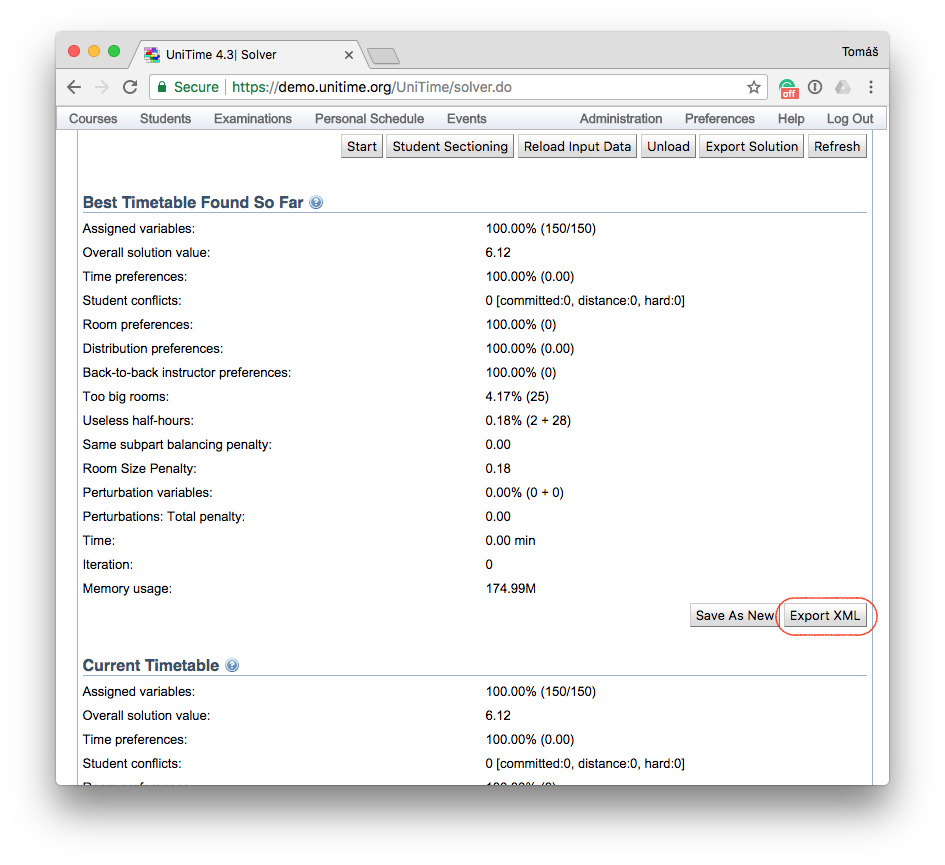 UniTime 4.3| Solver
Tomáš
Secure https://demo.unitime.org/UniTime/solver.do
off
Courses Students Examinations Personal Schedule Events Administration Preferences Help Log Out
Start Student Sectioning Reload Input Data Unload Export Solution Refresh
Best Timetable Found So Far
Assigned variables: 100.00% (150/150)
Overall solution value: 6.12
Time preferences: 100.00% (0.00)
Student conflicts: 0 [committed:0, distance:0, hard:0]
Room preferences: 100.00% (0)
Distribution preferences: 100.00% (0.00)
Back-to-back instructor preferences: 100.00% (0)
Too big rooms: 4.17% (25)
Useless half-hours: 0.18% (2 + 28)
Same subpart balancing penalty: 0.00
Room Size Penalty: 0.18
Perturbation variables: 0.00% (0 + 0)
Perturbations: Total penalty: 0.00
Time: 0.00 min
Iteration: 0
Memory usage: 174.99M
Save As New Export XML
Current Timetable
Assigned variables: 100.00% (150/150)
Overall solution value: 6.12
Time preferences: 100.00% (0.00)
Student conflicts: 0 [committed:0, distance:0, hard:0]